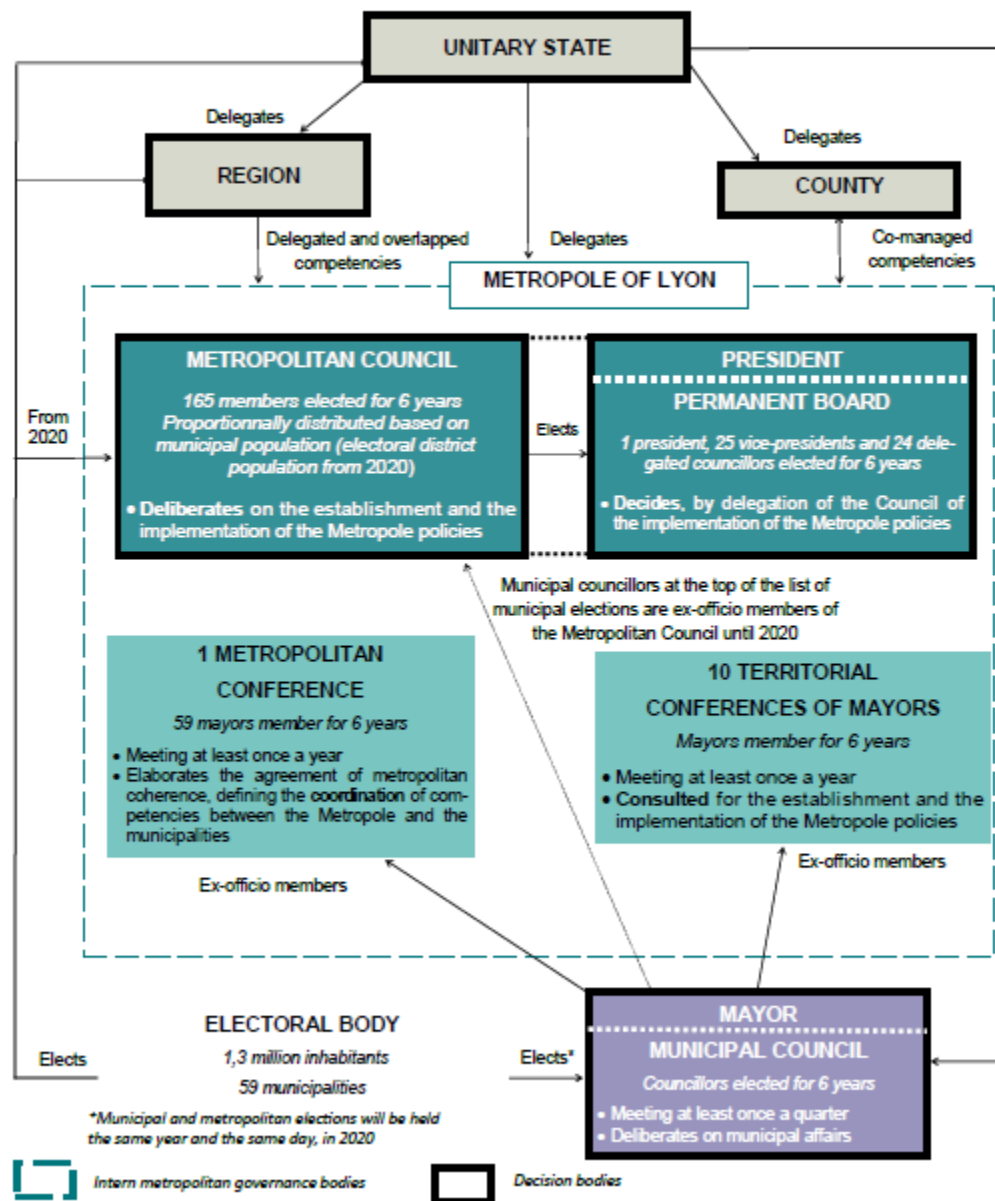 UNITARY STATE
Delegates
Delegates
REGION
COUNTY
Delegated and overlapped
competencies
Delegates
Co-managed
competencies
METROPOLE OF LYON
METROPOLITAN COUNCIL
165 members elected for 6 years
Proportionnally distributed based on
municipal population (electoral district
population from 2020)
• Deliberates on the establishment and the
implementation of the Metropole policies
From
2020
Elects
PRESIDENT
PERMANENT BOARD
1 president, 25 vice-presidents and 24 dele-
gated councillors elected for 6 years
• Decides, by delegation of the Council of
the implementation of the Metropole policies
Municipal councillors at the top of the list of
municipal elections are ex-officio members of
the Metropolitan Council until 2020
1 METROPOLITAN
CONFERENCE
59 mayors member for 6 years
• Meeting at least once a year
• Elaborates the agreement of metropolitan
coherence, defining the coordination of com-
petencies between the Metropole and the
municipalities
10 TERRITORIAL
CONFERENCES OF MAYORS
Mayors member for 6 years
• Meeting at least once a year
• Consulted for the establishment and the
implementation of the Metropole policies
Ex-officio members
Ex-officio members
ELECTORAL BODY
1,3 million inhabitants
59 municipalities
Elects
Elects*
*Municipal and metropolitan elections will be held
the same year and the same day, in 2020
MAYOR
MUNICIPAL COUNCIL
Councillors elected for 6 years
• Meeting at least once a quarter
• Deliberates on municipal affairs
Intern metropolitan governance bodies
Decision bodies